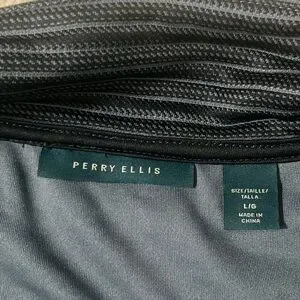 PERRY ELLIS
SIZE/TAILLE/
TALLA
L/G
MADE IN
CHINA